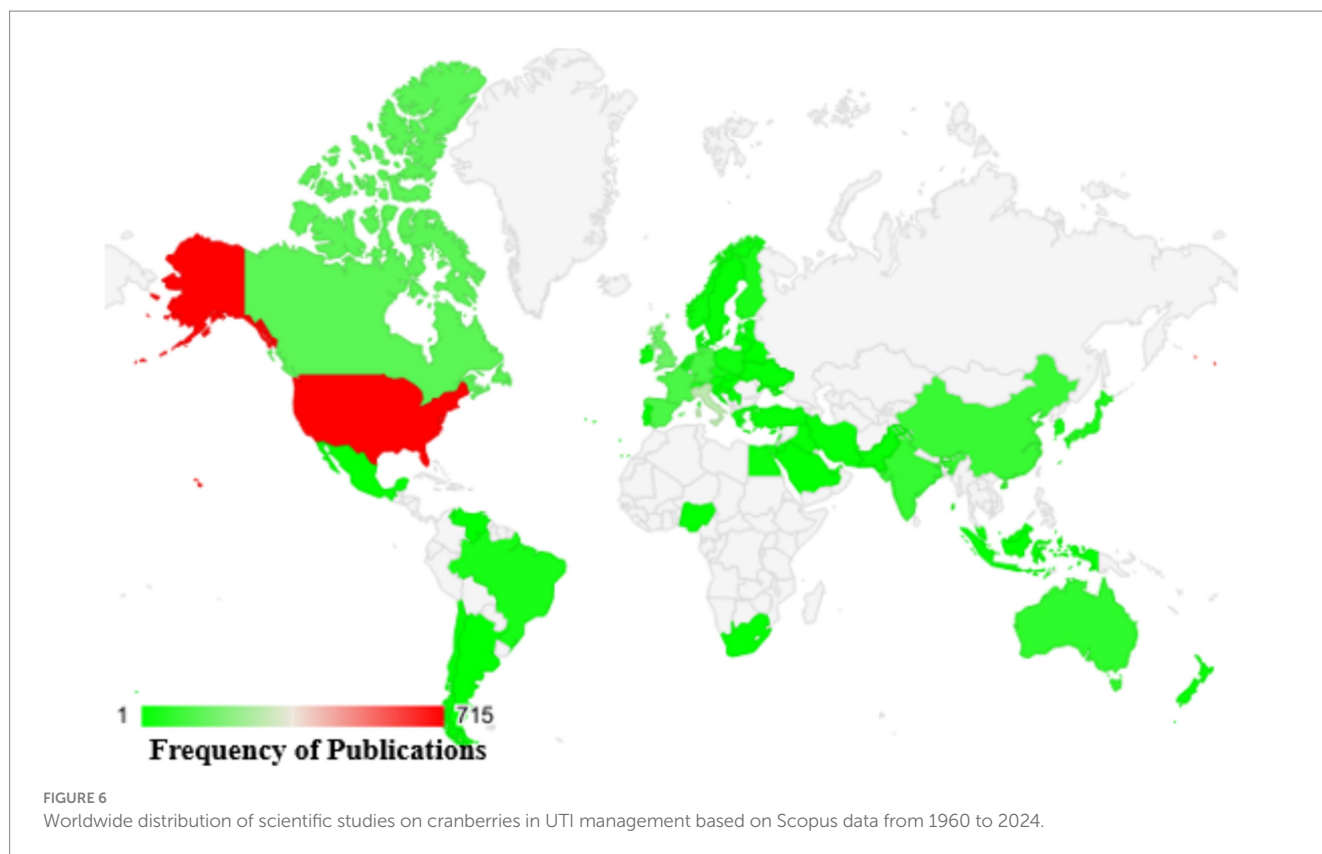 1 715
Frequency of Publications
FIGURE 6
Worldwide distribution of scientific studies on cranberries in UTI management based on Scopus data from 1960 to 2024.